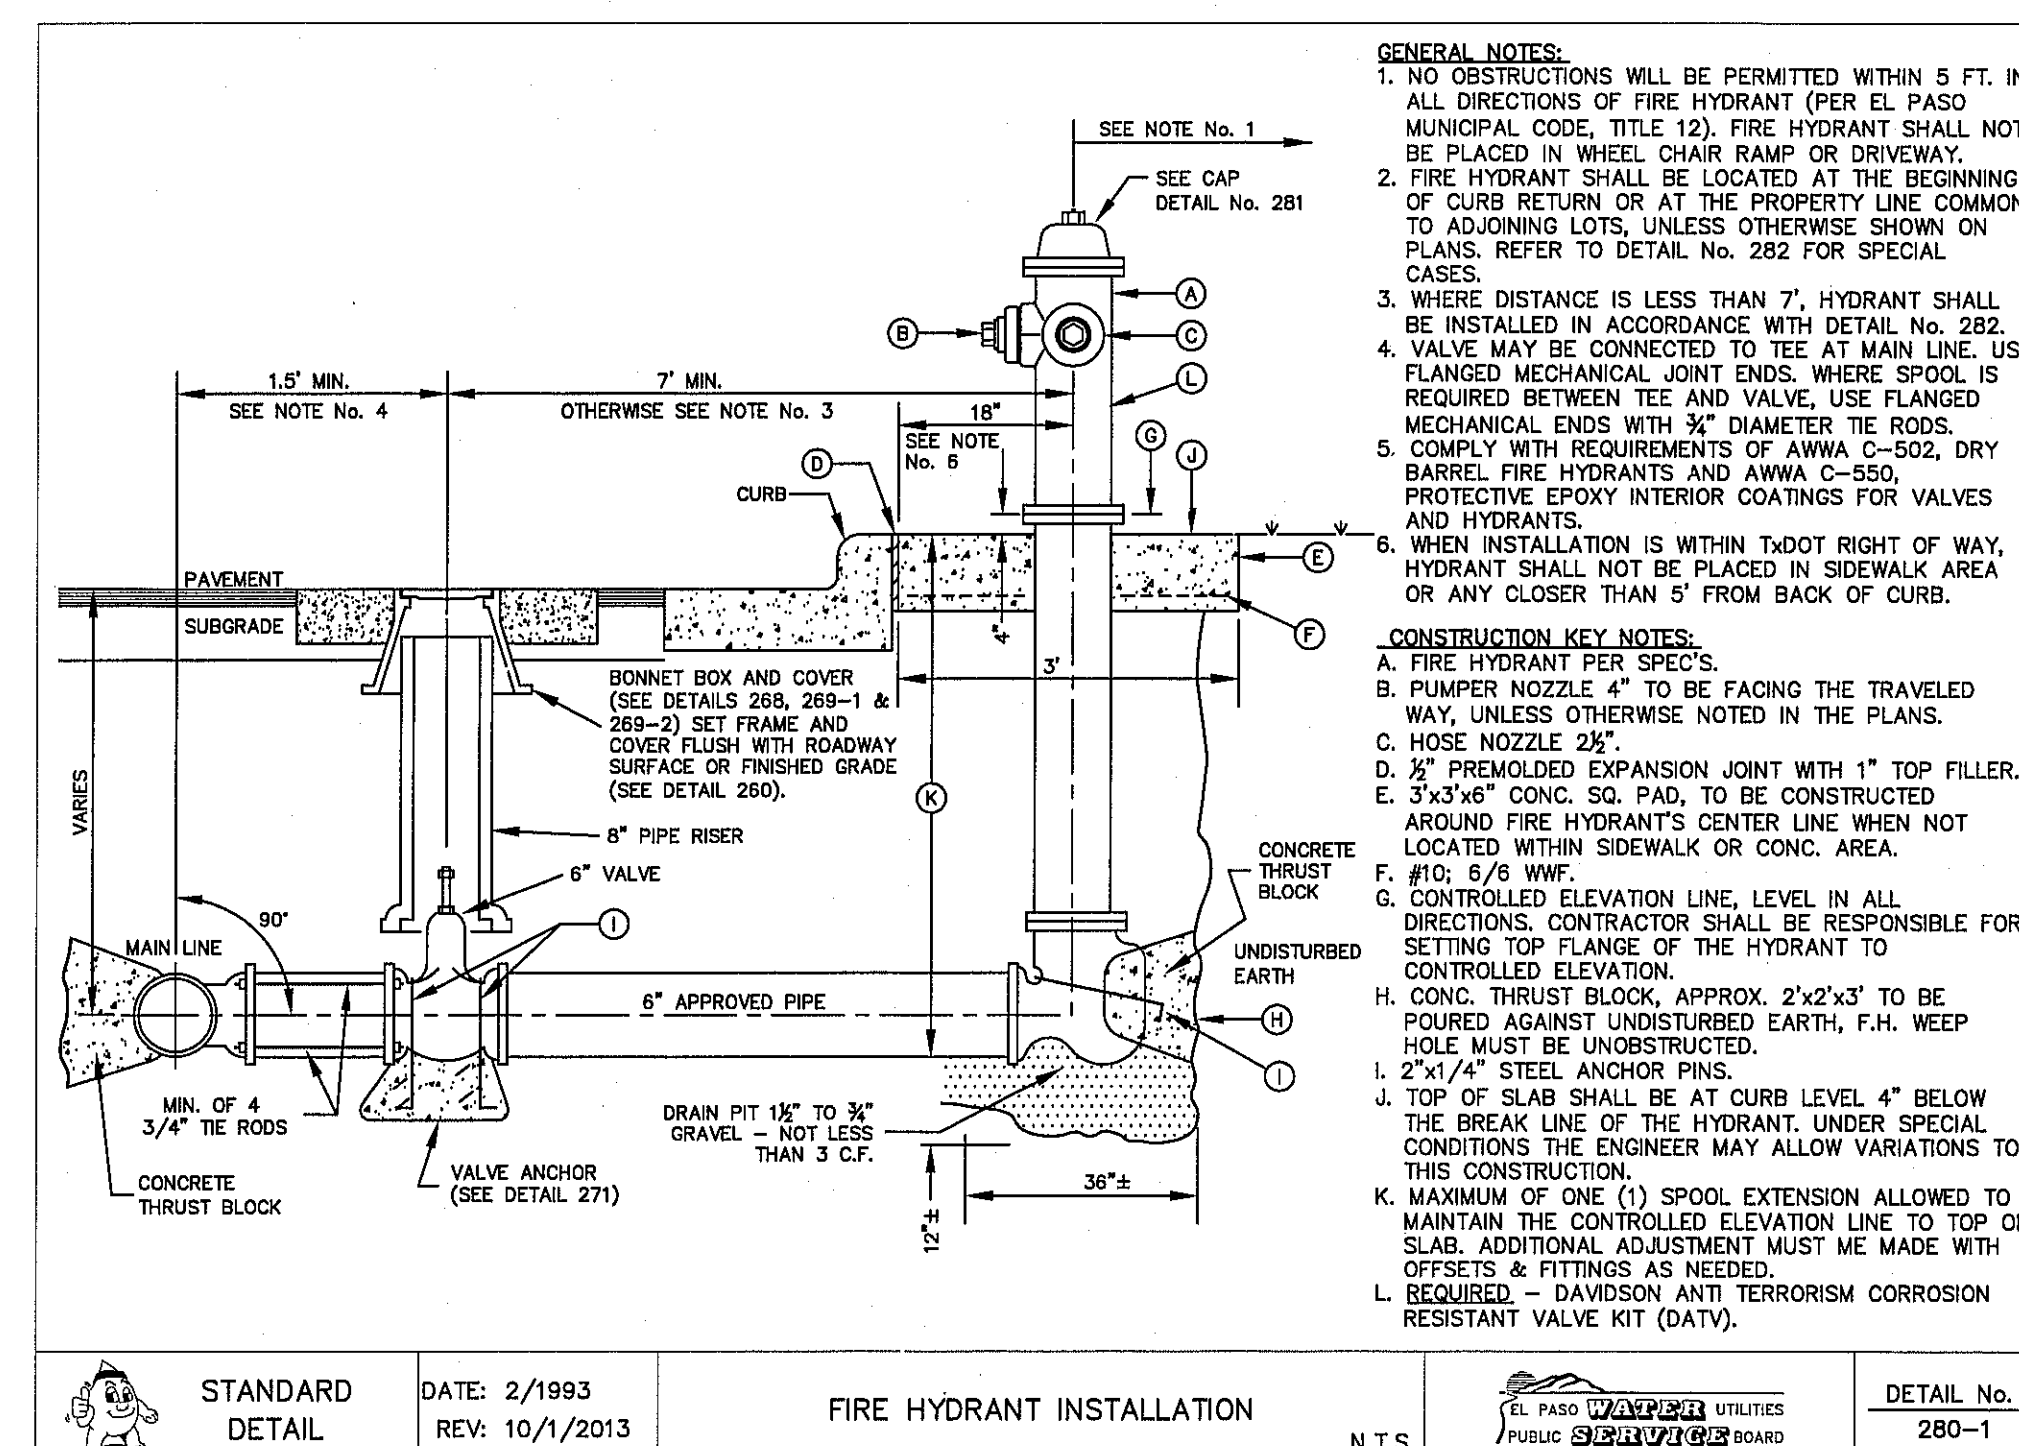 GENERAL NOTES:
1. NO OBSTRUCTIONS WILL BE PERMITTED WITHIN 5 FT. IN
ALL DIRECTIONS OF FIRE HYDRANT (PER EL PASO
MUNICIPAL CODE, TITLE 12). FIRE HYDRANT SHALL NOT
BE PLACED IN WHEEL CHAIR RAMP OR DRIVEWAY.
2. FIRE HYDRANT SHALL BE LOCATED AT THE BEGINNING
OF CURB RETURN OR AT THE PROPERTY LINE COMMON
TO ADJOINING LOTS, UNLESS OTHERWISE SHOWN ON
PLANS. REFER TO DETAIL No. 282 FOR SPECIAL
CASES.
3. WHERE DISTANCE IS LESS THAN 7', HYDRANT SHALL
BE INSTALLED IN ACCORDANCE WITH DETAIL No. 282.
4. VALVE MAY BE CONNECTED TO TEE AT MAIN LINE. US
FLANGED MECHANICAL JOINT ENDS. WHERE SPOOL IS
REQUIRED BETWEEN TEE AND VALVE, USE FLANGED
MECHANICAL ENDS WITH ¾" DIAMETER TIE RODS.
5. COMPLY WITH REQUIREMENTS OF AWWA C-502, DRY
BARREL FIRE HYDRANTS AND AWWA C-550,
PROTECTIVE EPOXY INTERIOR COATINGS FOR VALVES
AND HYDRANTS.
6. WHEN INSTALLATION IS WITHIN TxDOT RIGHT OF WAY,
HYDRANT SHALL NOT BE PLACED IN SIDEWALK AREA
OR ANY CLOSER THAN 5' FROM BACK OF CURB.
CONSTRUCTION KEY NOTES:
A. FIRE HYDRANT PER SPEC'S.
B. PUMPER NOZZLE 4" TO BE FACING THE TRAVELED
WAY, UNLESS OTHERWISE NOTED IN THE PLANS.
C. HOSE NOZZLE 2½".
D. ½" PREMOLDED EXPANSION JOINT WITH 1" TOP FILLER.
E. 3'x3'x6" CONC. SQ. PAD, TO BE CONSTRUCTED
AROUND FIRE HYDRANT'S CENTER LINE WHEN NOT
LOCATED WITHIN SIDEWALK OR CONC. AREA.
F. #10; 6/6 WWF.
G. CONTROLLED ELEVATION LINE, LEVEL IN ALL
DIRECTIONS. CONTRACTOR SHALL BE RESPONSIBLE FOR
SETTING TOP FLANGE OF THE HYDRANT TO
CONTROLLED ELEVATION.
H. CONC. THRUST BLOCK, APPROX. 2'x2'x3' TO BE
POURED AGAINST UNDISTURBED EARTH, F.H. WEEP
HOLE MUST BE UNOBSTRUCTED.
I. 2"x1/4" STEEL ANCHOR PINS.
J. TOP OF SLAB SHALL BE AT CURB LEVEL 4" BELOW
THE BREAK LINE OF THE HYDRANT. UNDER SPECIAL
CONDITIONS THE ENGINEER MAY ALLOW VARIATIONS TO
THIS CONSTRUCTION.
K. MAXIMUM OF ONE (1) SPOOL EXTENSION ALLOWED TO
MAINTAIN THE CONTROLLED ELEVATION LINE TO TOP OF
SLAB. ADDITIONAL ADJUSTMENT MUST ME MADE WITH
OFFSETS & FITTINGS AS NEEDED.
L. REQUIRED - DAVIDSON ANTI TERRORISM CORROSION
RESISTANT VALVE KIT (DATV).
SEE NOTE No. 1
SEE CAP
DETAIL No. 281
A
B
C
L
1.5' MIN.
SEE NOTE No. 4
7' MIN.
OTHERWISE SEE NOTE No. 3
18"
SEE NOTE
No. 6
G
J
D
CURB
E
F
PAVEMENT
SUBGRADE
4"
3'
BONNET BOX AND COVER
(SEE DETAILS 268, 269-1 &
269-2) SET FRAME AND
COVER FLUSH WITH ROADWAY
SURFACE OR FINISHED GRADE
(SEE DETAIL 260).
VARIES
K
8" PIPE RISER
6" VALVE
CONCRETE
THRUST
BLOCK
90°
I
MAIN LINE
UNDISTURBED
EARTH
6" APPROVED PIPE
H
I
MIN. OF 4
3/4" TIE RODS
DRAIN PIT 1½" TO ¾"
GRAVEL - NOT LESS
THAN 3 C.F.
CONCRETE
THRUST BLOCK
VALVE ANCHOR
(SEE DETAIL 271)
36"±
12"±
STANDARD
DETAIL
DATE: 2/1993
REV: 10/1/2013
FIRE HYDRANT INSTALLATION
N.T.S.
EL PASO WATER UTILITIES
PUBLIC SERVICE BOARD
DETAIL No.
280-1